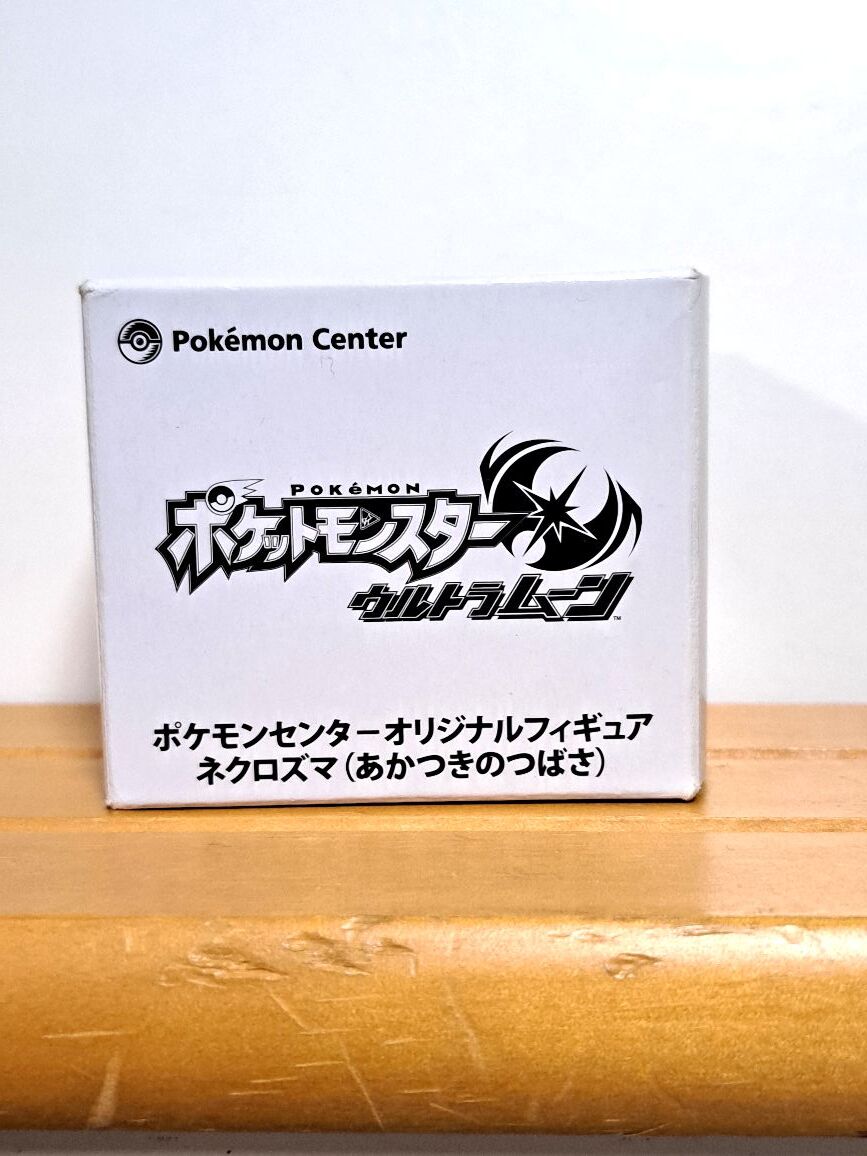 Pokémon Center
POKéMON
ポケットモンスター
ウルトラムーン™
ポケモンセンターオリジナルフィギュア
ネクロズマ(あかつきのつばさ)